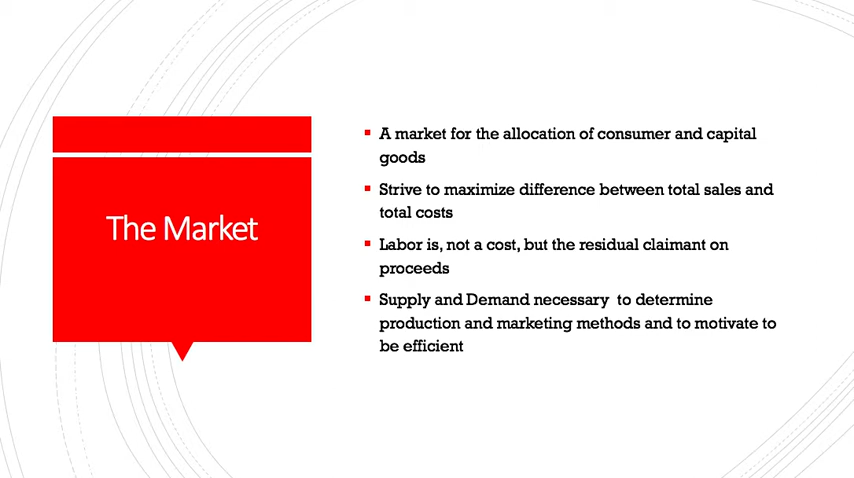 The Market
A market for the allocation of consumer and capital
goods
Strive to maximize difference between total sales and
total costs
Labor is, not a cost, but the residual claimant on
proceeds
Supply and Demand necessary  to determine
production and marketing methods and to motivate to
be efficient